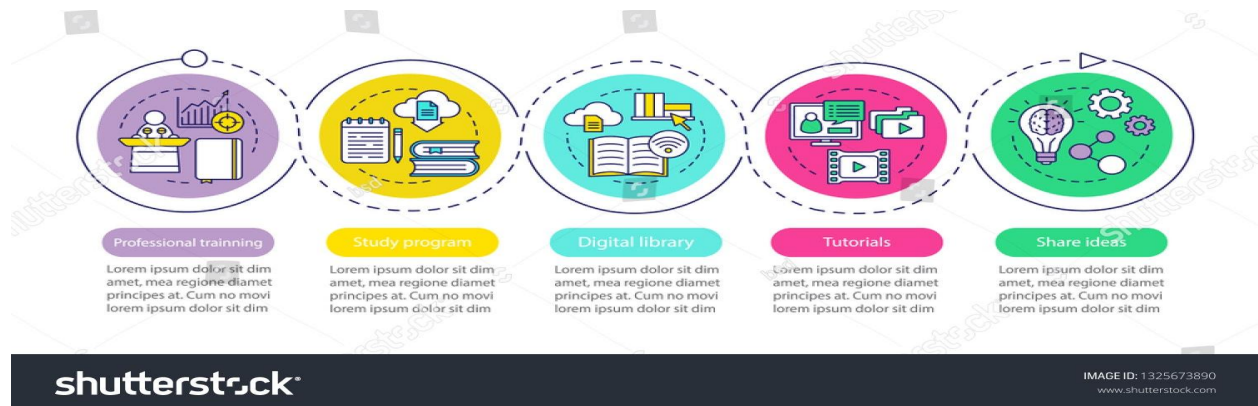 Professional trainning
Study program
Digital library
Tutorials
Share ideas
Lorem ipsum dolor sit dim
amet, mea regione diamet
principes at. Cum no movi
lorem ipsum dolor sit dim
Lorem ipsum dolor sit dim
amet, mea regione diamet
principes at. Cum no movi
lorem ipsum dolor sit dim
Lorem ipsum dolor sit dim
amet, mea regione diamet
principes at. Cum no movi
lorem ipsum dolor sit dim
Lorem ipsum dolor sit dim
amet, mea regione diamet
principes at. Cum no movi
lorem ipsum dolor sit dim
Lorem ipsum dolor sit dim
amet, mea regione diamet
principes at. Cum no movi
lorem ipsum dolor sit dim
shutterstock
IMAGE ID: 1325673890
www.shutterstock.com